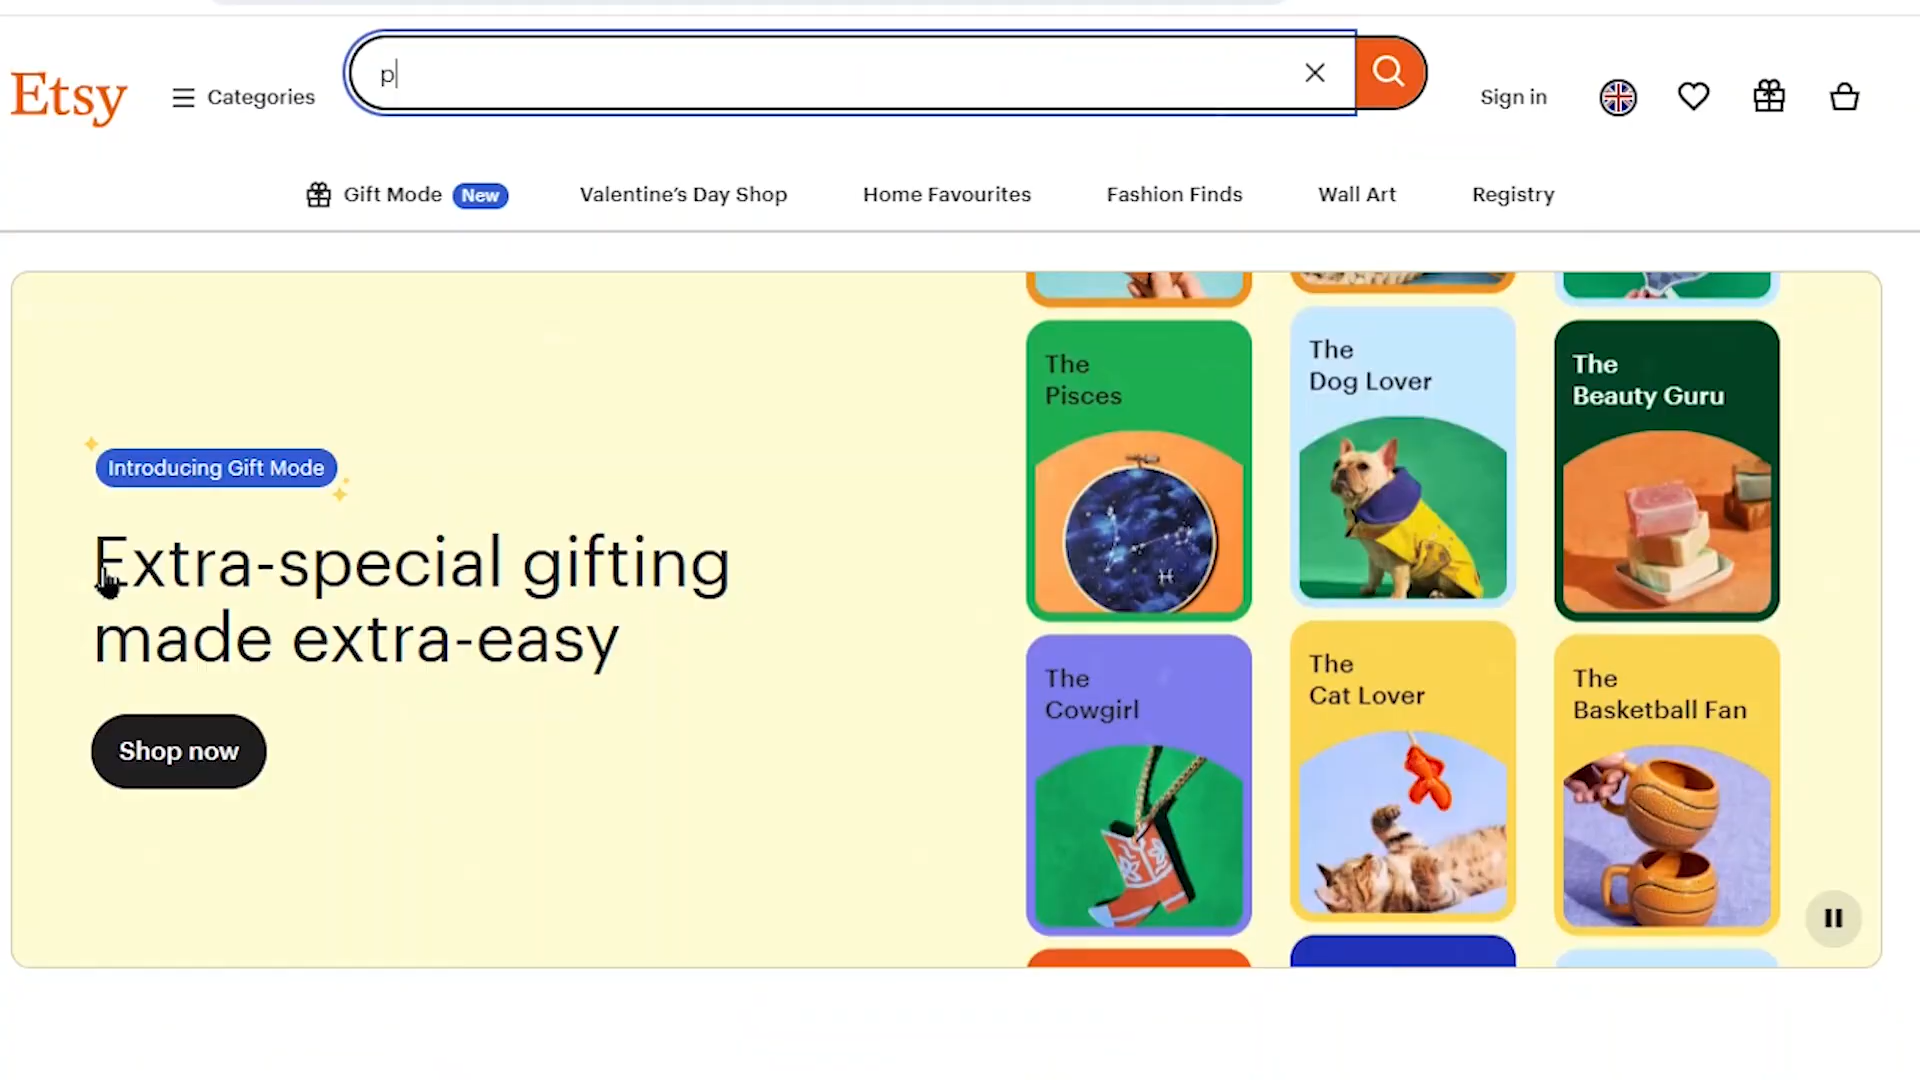 p
Etsy
Categories
Sign in
Gift Mode New
Valentine's Day Shop
Home Favourites
Fashion Finds
Wall Art
Registry
Introducing Gift Mode
Extra-special gifting
made extra-easy
Shop now
The
Pisces
The
Dog Lover
The
Beauty Guru
The
Cowgirl
The
Cat Lover
The
Basketball Fan